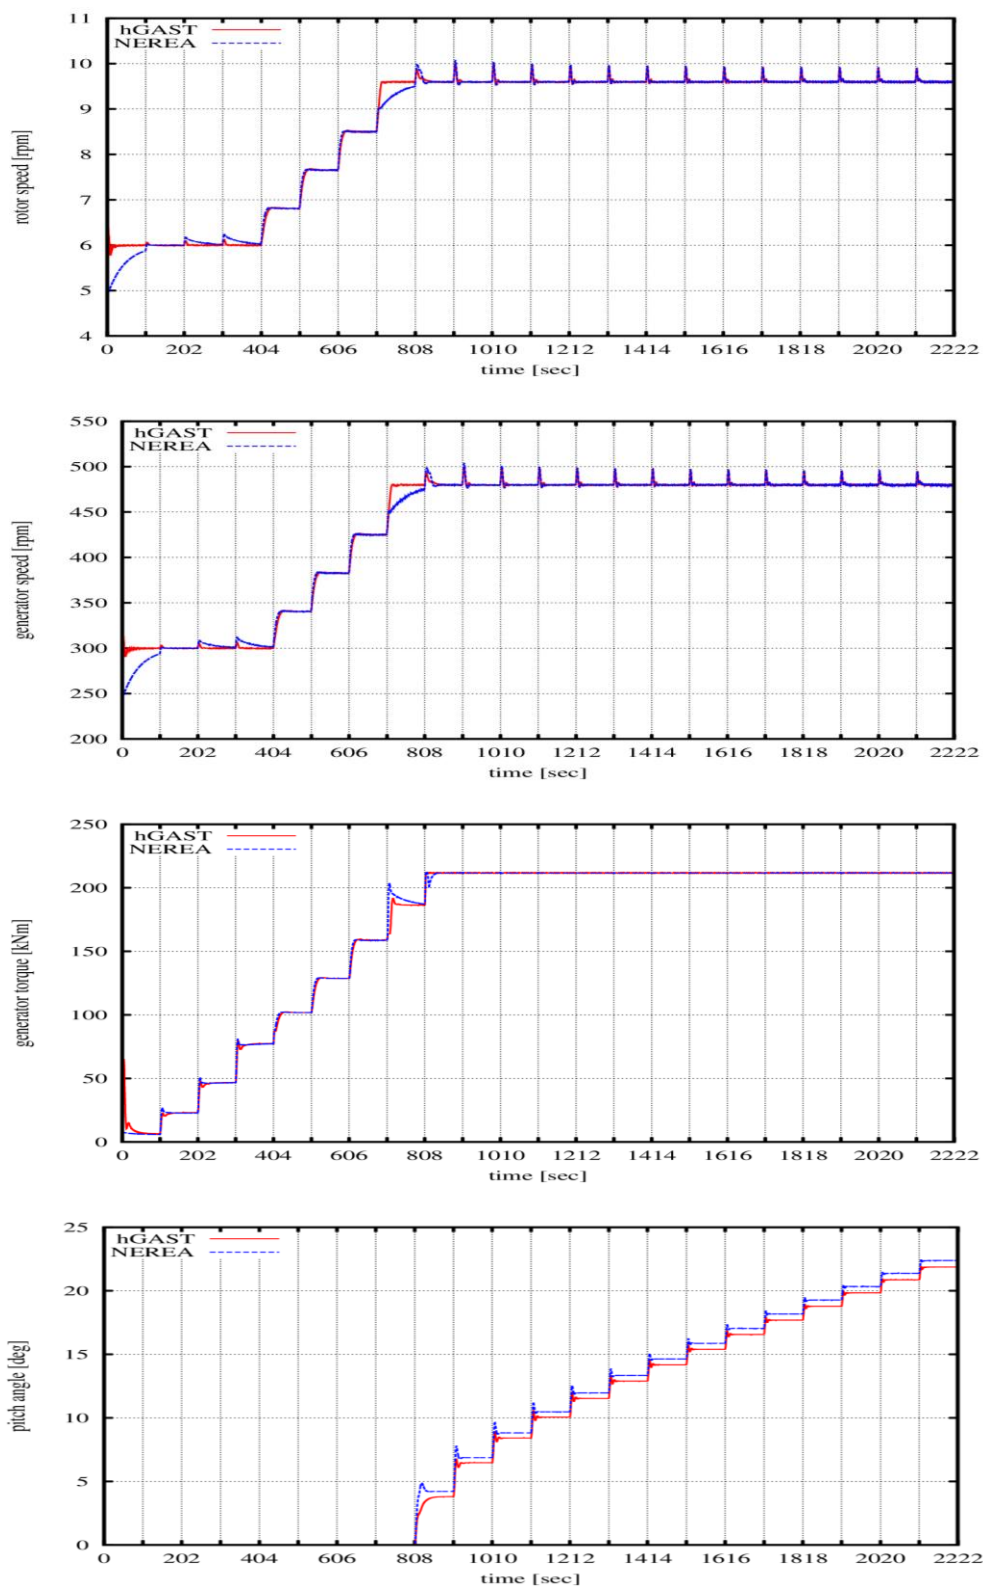 11
hGAST
NEREA
10
9
8
7
6
5
4
rotor speed [rpm]
0 202 404 606 808 1010 1212 1414 1616 1818 2020 2222
time [sec]
550
hGAST
NEREA
500
450
400
350
300
250
200
generator speed [rpm]
0 202 404 606 808 1010 1212 1414 1616 1818 2020 2222
time [sec]
250
hGAST
NEREA
200
150
100
50
0
generator torque [kNm]
0 202 404 606 808 1010 1212 1414 1616 1818 2020 2222
time [sec]
25
hGAST
NEREA
20
15
10
5
0
pitch angle [deg]
0 202 404 606 808 1010 1212 1414 1616 1818 2020 2222
time [sec]